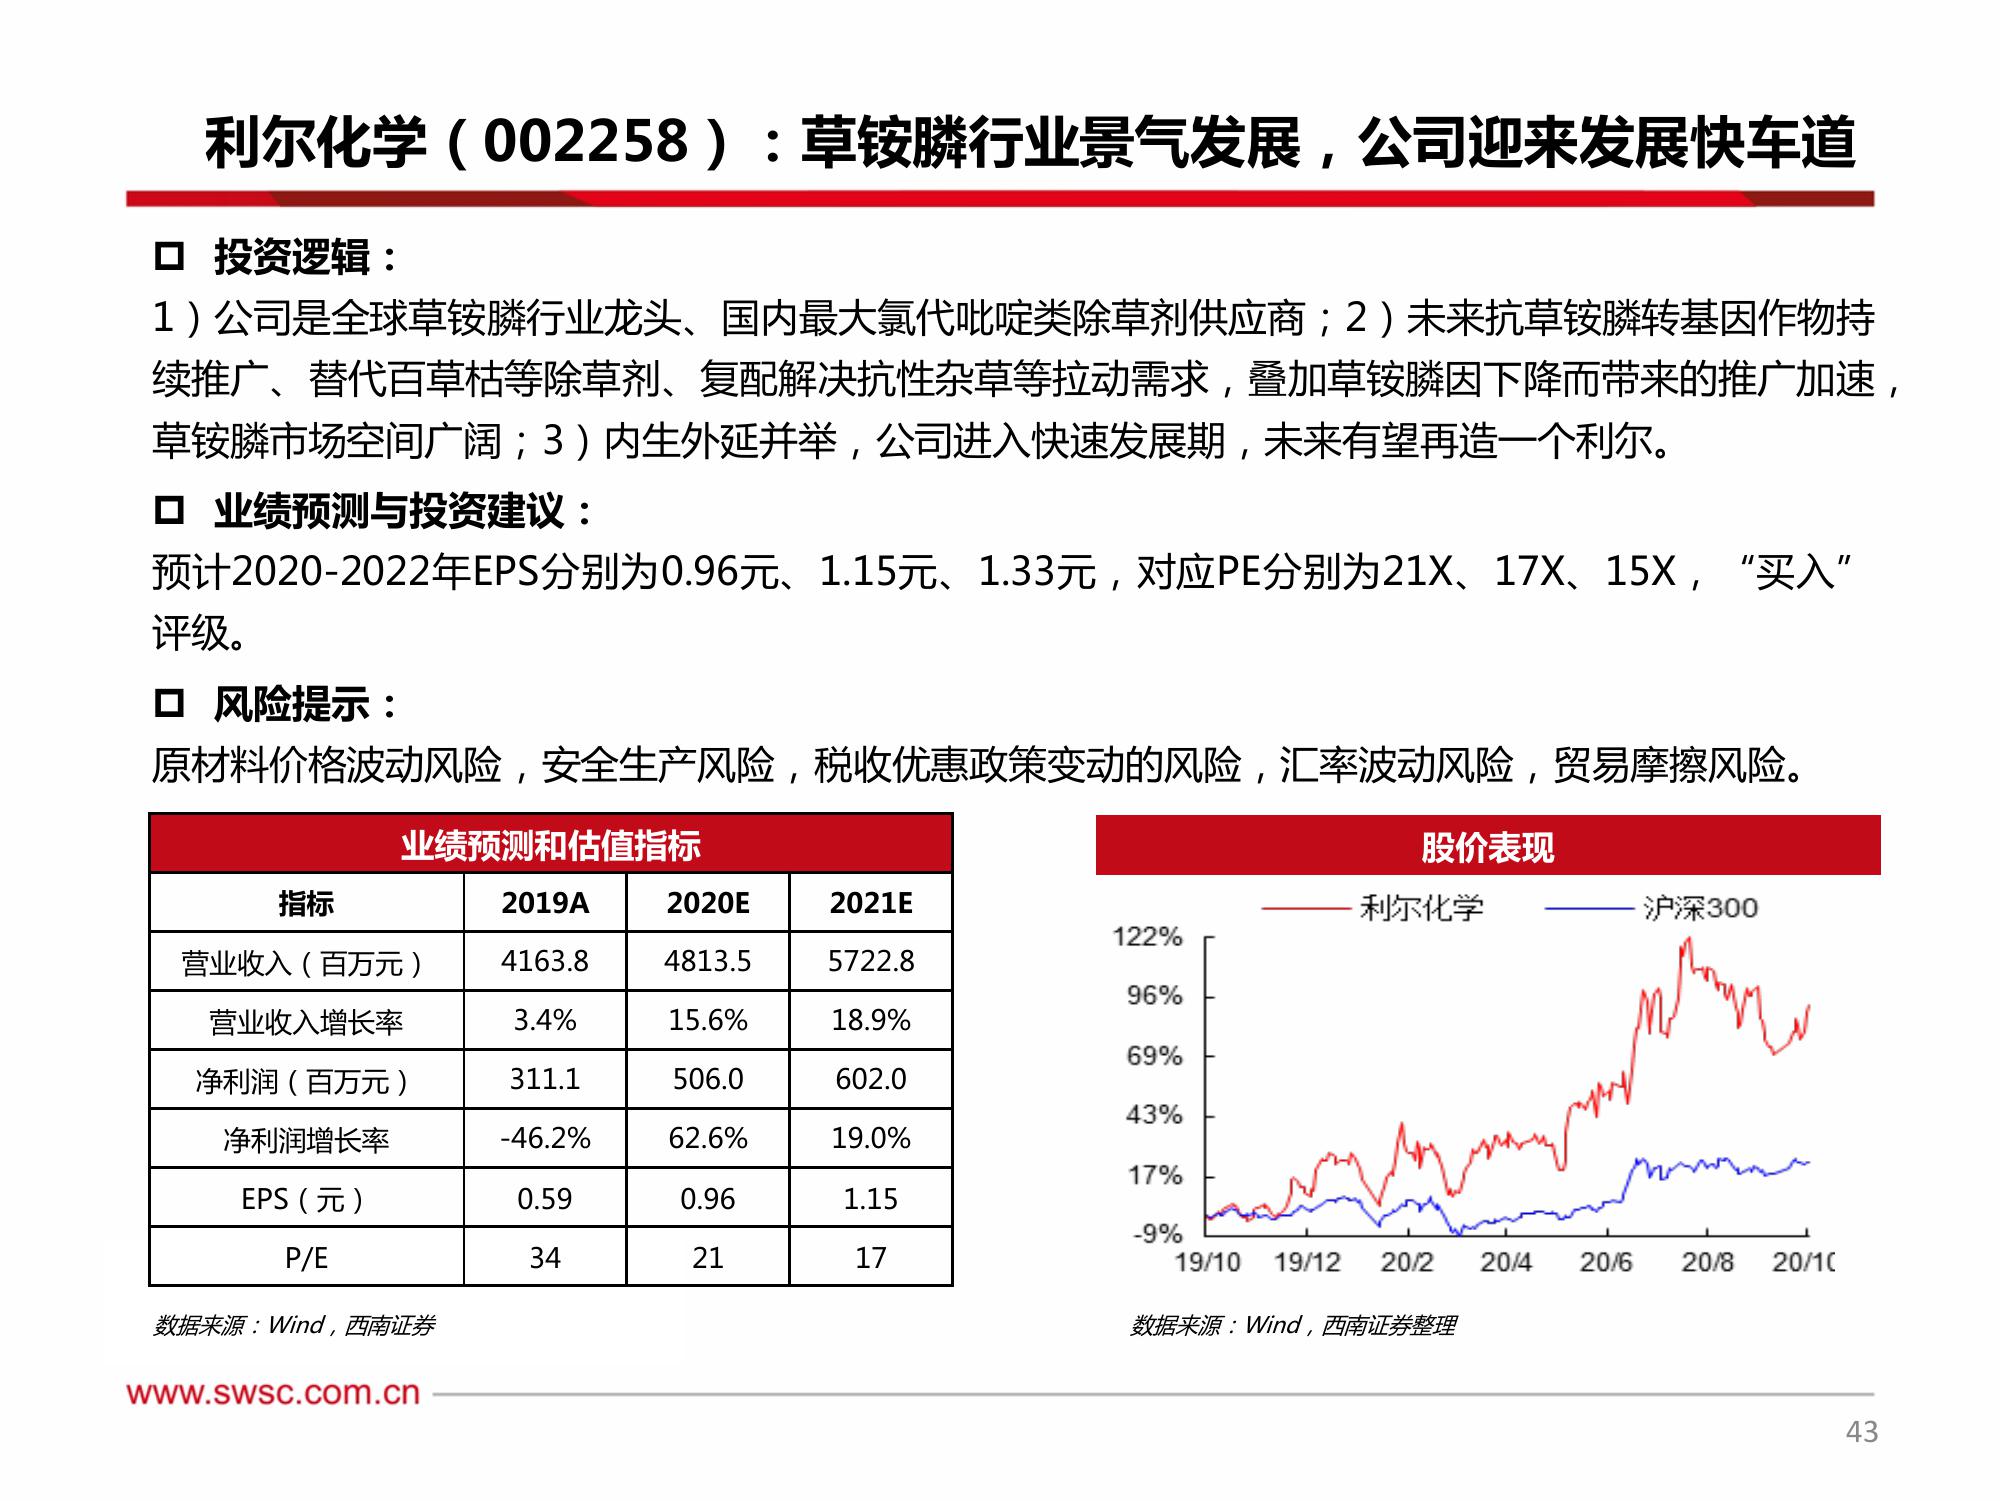 利尔化学（002258）：草铵膦行业景气发展，公司迎来发展快车道
投资逻辑：
1）公司是全球草铵膦行业龙头、国内最大氯代吡啶类除草剂供应商；2）未来抗草铵膦转基因作物持
续推广、替代百草枯等除草剂、复配解决抗性杂草等拉动需求，叠加草铵膦因下降而带来的推广加速，
草铵膦市场空间广阔；3）内生外延并举，公司进入快速发展期，未来有望再造一个利尔。
业绩预测与投资建议：
预计2020-2022年EPS分别为0.96元、1.15元、1.33元，对应PE分别为21X、17X、15X，“买入”
评级。
风险提示：
原材料价格波动风险，安全生产风险，税收优惠政策变动的风险，汇率波动风险，贸易摩擦风险。
业绩预测和估值指标
指标 2019A 2020E 2021E
营业收入（百万元） 4163.8 4813.5 5722.8
营业收入增长率 3.4% 15.6% 18.9%
净利润（百万元） 311.1 506.0 602.0
净利润增长率 -46.2% 62.6% 19.0%
EPS（元） 0.59 0.96 1.15
P/E 34 21 17
数据来源：Wind，西南证券
股价表现
利尔化学 沪深300
122%
96%
69%
43%
17%
-9%
19/10 19/12 20/2 20/4 20/6 20/8 20/10
数据来源：Wind，西南证券整理
www.swsc.com.cn
43